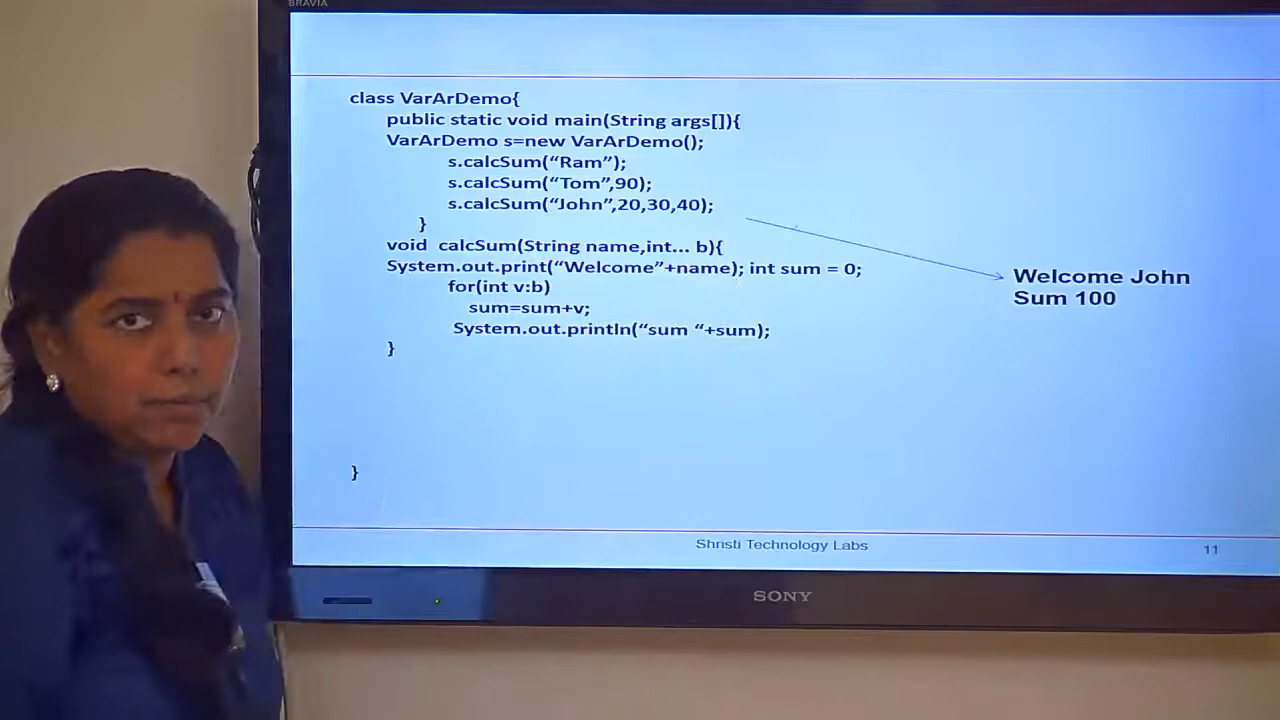 BRAVIA
class VarArDemo{
public static void main(String args[]){
VarArDemo s=new VarArDemo();
s.calcSum(“Ram”);
s.calcSum(“Tom”,90);
s.calcSum(“John”,20,30,40);
}
void calcSum(String name,int... b){
System.out.print(“Welcome”+name); int sum = 0;
for(int v:b)
sum=sum+v;
System.out.println(“sum “+sum);
}
}
Welcome John
Sum 100
Shristi Technology Labs
11
SONY